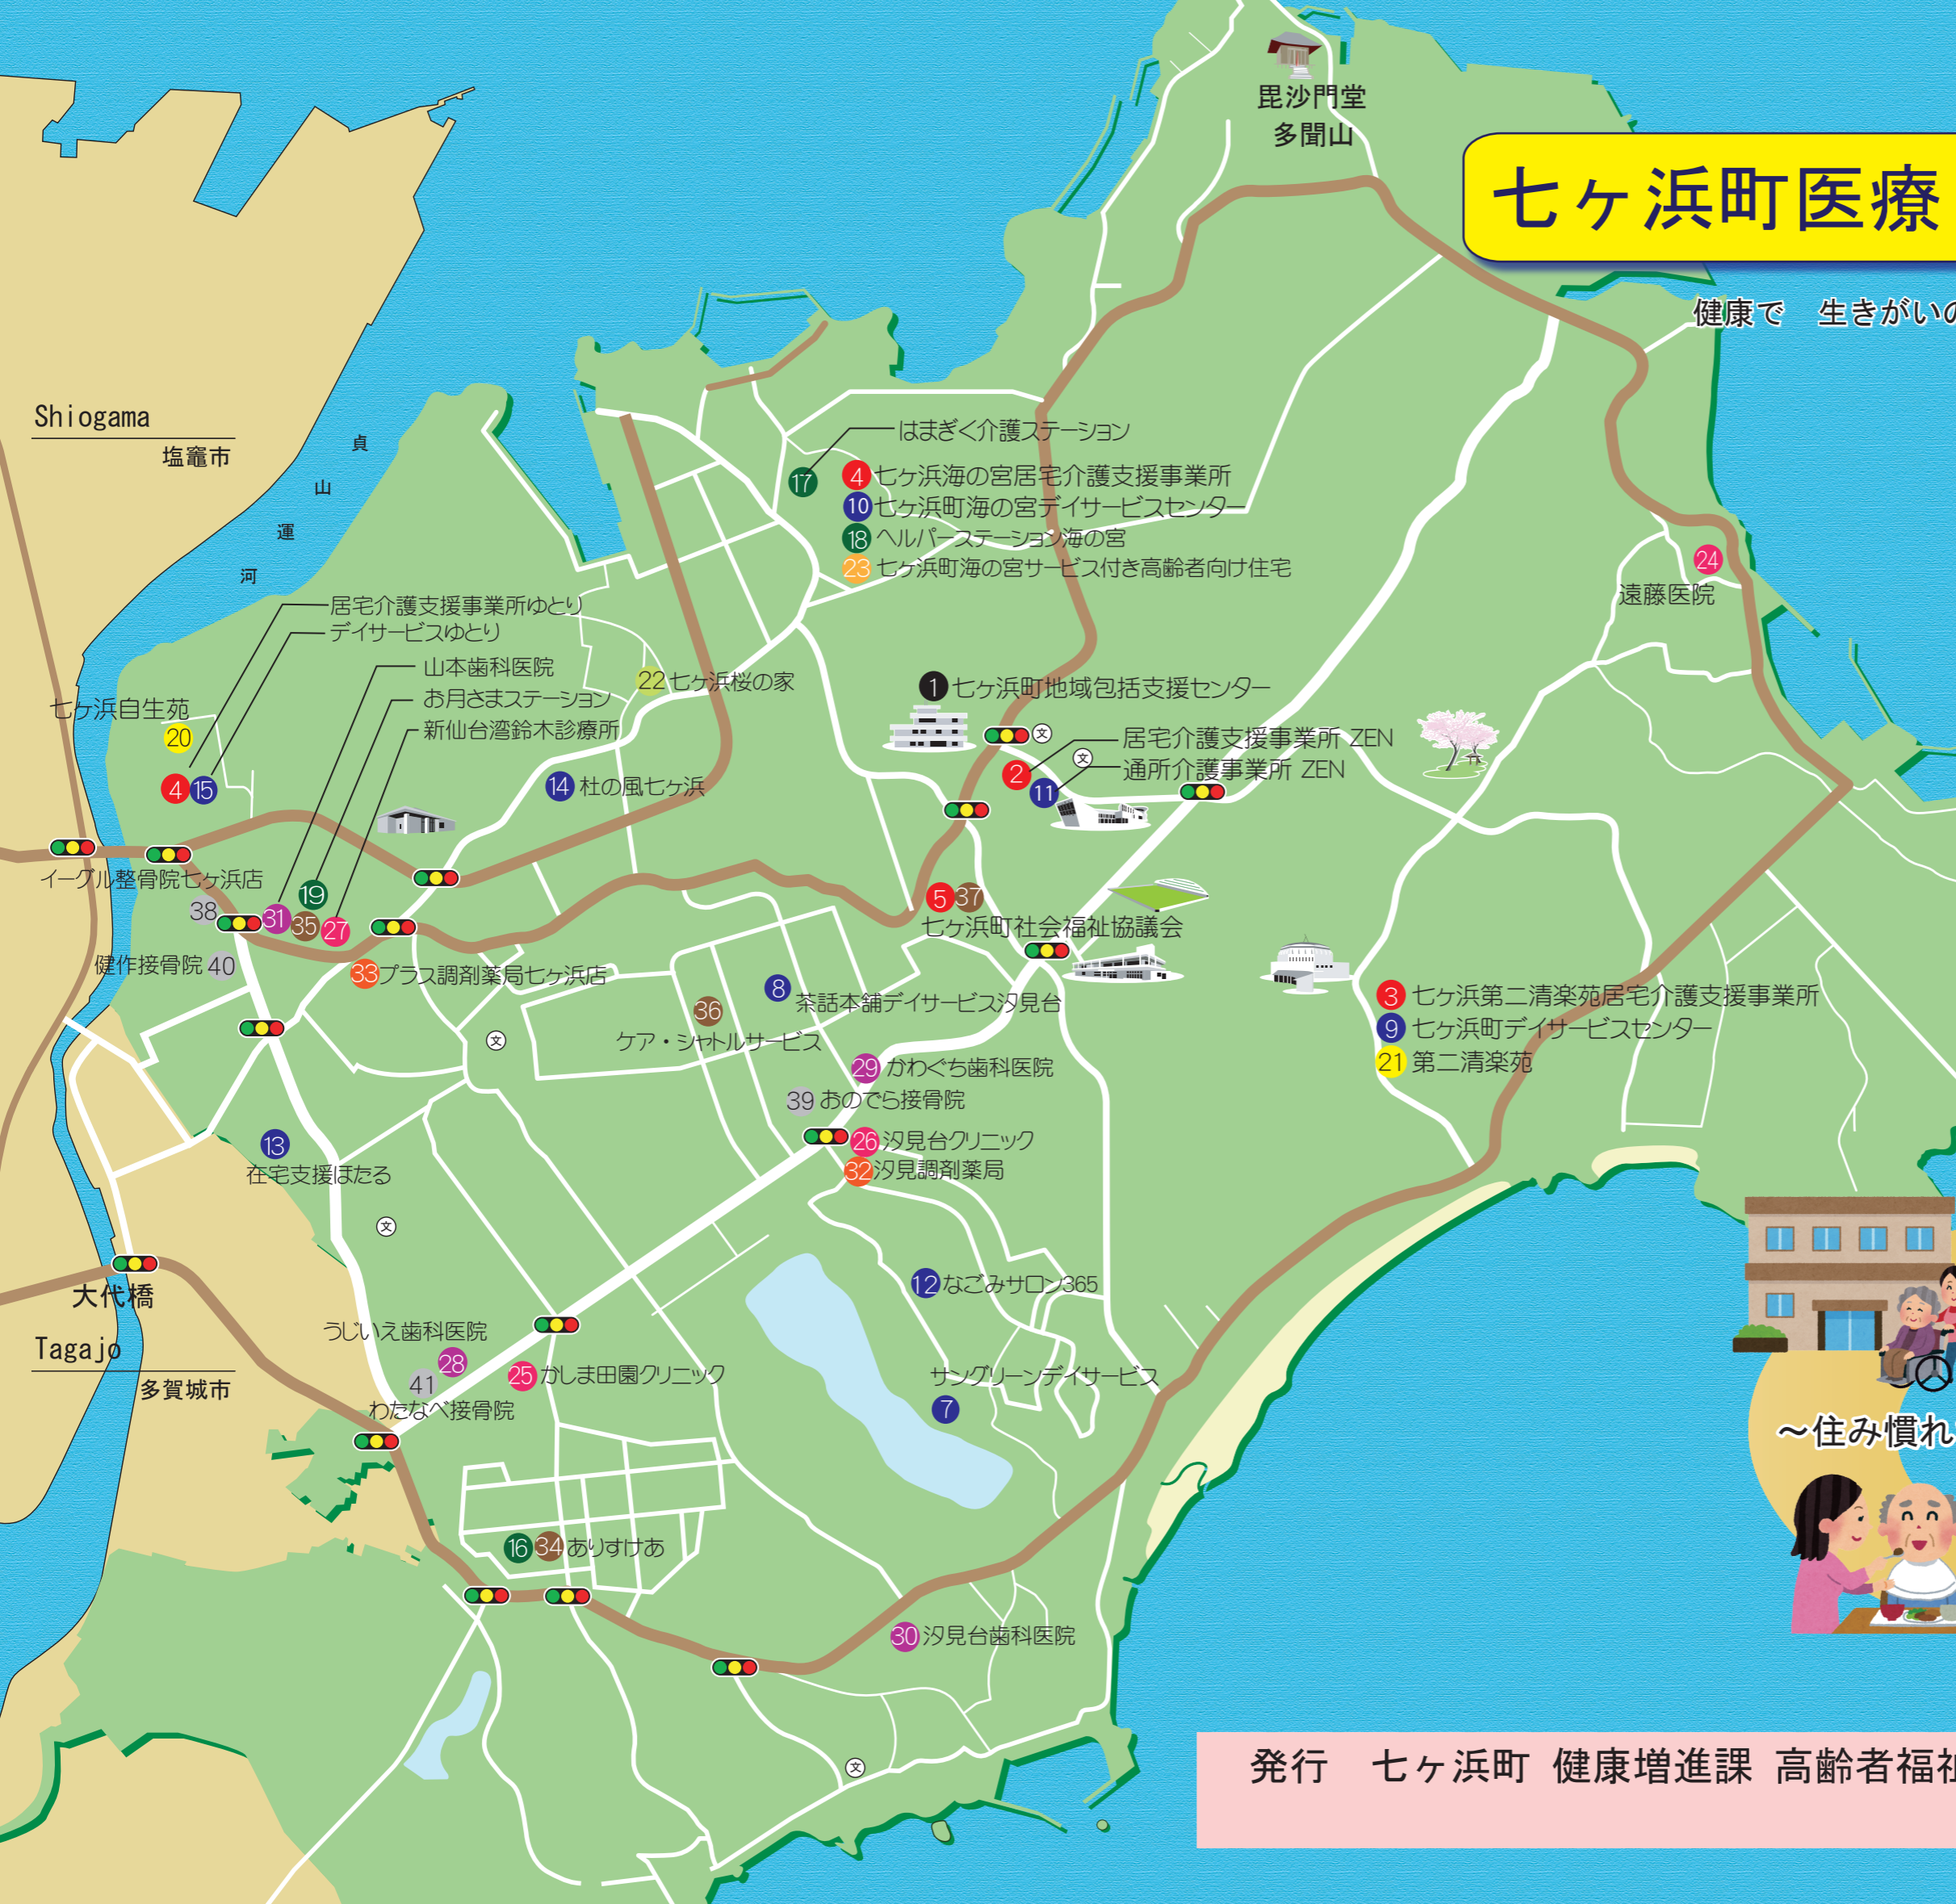 毘沙門堂
多聞山
七ヶ浜町医療
健康で 生きがいの
Shiogama
塩竈市
貞
山
運
河
はまぎく介護ステーション
17
4 七ヶ浜海の宮居宅介護支援事業所
10 七ヶ浜町海の宮デイサービスセンター
18 ヘルパーステーション海の宮
23 七ヶ浜町海の宮サービス付き高齢者向け住宅
24
遠藤医院
居宅介護支援事業所ゆとり
デイサービスゆとり
山本歯科医院
お月さまステーション
新仙台湾鈴木診療所
22 七ヶ浜桜の家
1 七ヶ浜町地域包括支援センター
七ヶ浜自生苑
20
4 15
文
文
居宅介護支援事業所 ZEN
通所介護事業所 ZEN
2
11
14 杜の風七ヶ浜
イーグル整骨院七ヶ浜店
38
31
19
35
27
5 37
七ヶ浜町社会福祉協議会
健作接骨院 40
33 プラス調剤薬局七ヶ浜店
8
茶話本舗デイサービス汐見台
36
ケア・シャトルサービス
文
3 七ヶ浜第二清楽苑居宅介護支援事業所
9 七ヶ浜町デイサービスセンター
21 第二清楽苑
29 かわぐち歯科医院
39 おのでら接骨院
26 汐見台クリニック
32 汐見調剤薬局
13
在宅支援ほたる
文
大代橋
12 なごみサロン365
うじいえ歯科医院
28
41
わたなべ接骨院
25 かしま田園クリニック
Tagajo
多賀城市
サングリーンデイサービス
7
～住み慣れ
16 34 ありすけあ
30 汐見台歯科医院
文
発行 七ヶ浜町 健康増進課 高齢者福祉